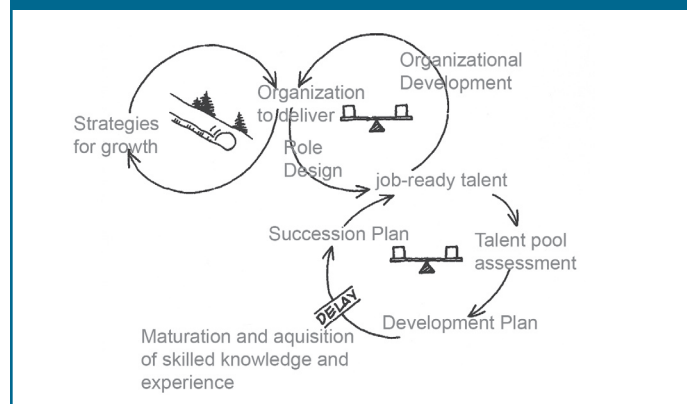 Organizational
Development
Organization
to deliver
Strategies
for growth
Role
Design
job-ready talent
Succession Plan
Talent pool
assessment
DELAY
Development Plan
Maturation and aquisition
of skilled knowledge and
experience